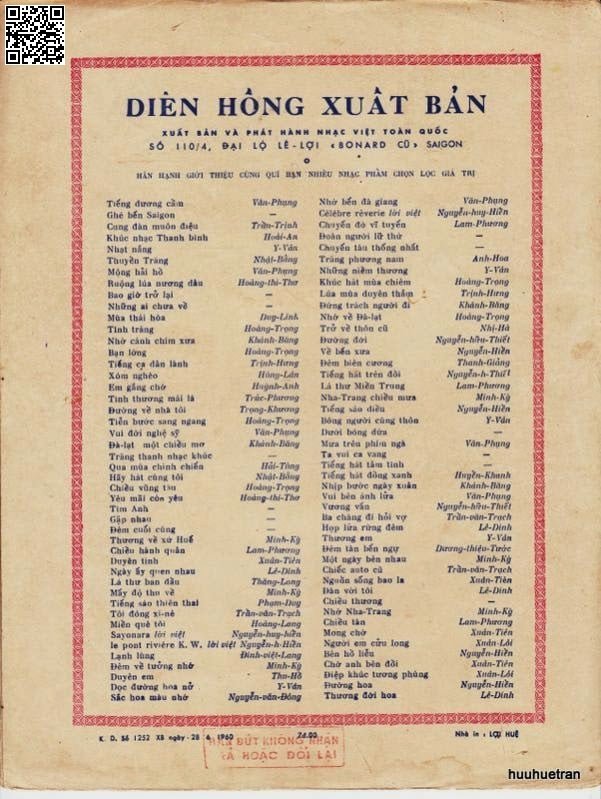 DIÊN HỒNG XUẤT BẢN
XUẤT BẢN VÀ PHÁT HÀNH NHẠC VIỆT TOÀN QUỐC
SỐ 110/4, ĐẠI LỘ LÊ-LỢI «BONARD CŨ» SAIGON
HÂN HẠNH GIỚI THIỆU CÙNG QUÍ BẠN NHIỀU NHẠC PHẨM CHỌN LỌC GIÁ TRỊ
Tiếng dương cầm Văn-Phụng
Ghé bến Saigon —
Cung đàn muôn điệu Trần-Trịnh
Khúc nhạc Thanh bình Hoài-An
Nhạt nắng Y-Vân
Thuyền Trăng Nhật-Bằng
Mộng hải hồ Văn-Phụng
Ruộng lúa nương dâu Hoàng-thi-Thơ
Bao giờ trở lại —
Những ai chưa về —
Mùa thái hòa Duy-Linh
Tình trăng Hoàng-Trọng
Nhớ cánh chim xưa Khánh-Băng
Bạn lòng Hoàng-Trọng
Tiếng ca dân lành Trịnh-Hưng
Xóm nghèo Hùng-Lân
Em gắng chờ Huỳnh-Anh
Tình thương mái lá Trúc-Phương
Đường về nhà tôi Trọng-Khương
Tiễn bước sang ngang Hoàng-Trọng
Vui đời nghệ sỹ Văn-Phụng
Đà-lạt một chiều mơ Khánh-Băng
Trăng thanh nhạc khúc —
Qua mùa chinh chiến Hải-Tùng
Hãy hát cùng tôi Nhật-Bằng
Chiều vũng tàu Hoàng-Trọng
Yêu mãi còn yêu Hoàng-thi-Thơ
Tìm Anh —
Gặp nhau —
Đêm cuối cùng —
Thương về xứ Huế Minh-Kỳ
Chiều hành quân Lam-Phương
Duyên tình Xuân-Tiên
Ngày ấy quen nhau Lê-Dinh
Lá thư ban đầu Thăng-Long
Mấy độ thu về Minh-Kỳ
Tiếng sáo thiên thai Phạm-Duy
Tôi đóng xi-nê Trần-văn-Trạch
Miền quê tôi Hoàng-Lang
Sayonara lời việt Nguyễn-huy-hiền
le pont rivière K. W. lời việt Nguyễn-h-Hiền
Lạnh lùng Đinh-việt-Lang
Đêm về tưởng nhớ Minh-Kỳ
Duyên em Thu-Hồ
Dọc đường hoa nở Y-Vân
Sắc hoa màu nhớ Nguyễn-văn-Đông
Nhớ bến đà giang Văn-Phụng
Célèbre rêverie lời việt Nguyễn-huy-Hiền
Chuyến đò vĩ tuyến Lam-Phương
Đoàn người lữ thứ —
Chuyến tàu thống nhất —
Trăng phương nam Anh-Hoa
Những niềm thương Y-Vân
Khúc hát mùa chiêm Hoàng-Trọng
Lúa mùa duyên thắm Trịnh-Hưng
Đừng trách người đi Khánh-Băng
Nhớ về Đà-lạt Hoàng-Trọng
Trở về thôn cũ Nhị-Hà
Đường đời Nguyễn-hữu-Thiết
Về bến xưa Nguyễn-Hiền
Đêm biên cương Thanh-Giảng
Tiếng hát trên đồi Nguyễn-h-Thiết
Lá thư Miền Trung Lam-Phương
Nha-Trang chiều mưa Minh-Kỳ
Tiếng sáo diều Nguyễn-Hiền
Bóng người cùng thôn Y-Vân
Dưới bóng dừa —
Mưa trên phím ngà Văn-Phụng
Ta vui ca vang —
Tiếng hát tâm tình —
Tiếng hát đồng xanh Huyền-Khanh
Nhịp bước ngày xuân Khánh-Băng
Vui bên ánh lửa Văn-Phụng
Vương vấn Nguyễn-hữu-Thiết
Ba chàng đi hỏi vợ Trần-văn-Trạch
Họp lửa rừng đêm Lê-Dinh
Thương em Y-Vân
Đêm tàn bến ngự Dương-thiệu-Tước
Một ngày bên nhau Minh-Kỳ
Chiếc auto cũ Trần-văn-Trạch
Nguồn sống bao la Xuân-Tiên
Đàn với tôi Lê-Dinh
Chiều thương —
Nhớ Nha-Trang Minh-Kỳ
Chiều tàn Lam-Phương
Mong chờ Xuân-Tiên
Người em cửu long Xuân-Lôi
Bên hồ liễu Nguyễn-Hiền
Chờ anh bên đồi Xuân-Tiên
Điệp khúc tương phùng Xuân-Lôi
Đường hoa Nguyễn-Hiền
Thương đời hoa Lê-Dinh
K. D. Số 1252 XB ngày-28 4 1960
Nhà in : LỢI HUỆ
BẢN ĐỨT KHÔNG NHẬN
TRẢ HOẶC ĐỔI LẠI
huuhuetran